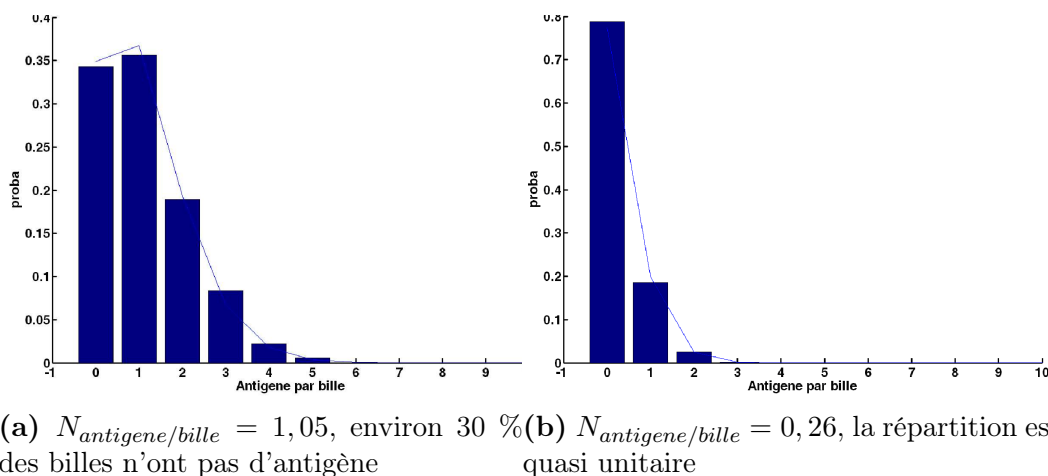 0.4
0.35
0.3
0.25
0.2
0.15
0.1
0.05
0
-1 0 1 2 3 4 5 6 7 8 9
proba
Antigene par bille
0.8
0.7
0.6
0.5
0.4
0.3
0.2
0.1
0
-1 0 1 2 3 4 5 6 7 8 9 10
proba
Antigene par bille
(a) N_{antigene/bille} = 1,05, environ 30 %
des billes n'ont pas d'antigène
(b) N_{antigene/bille} = 0,26, la répartition es
quasi unitaire